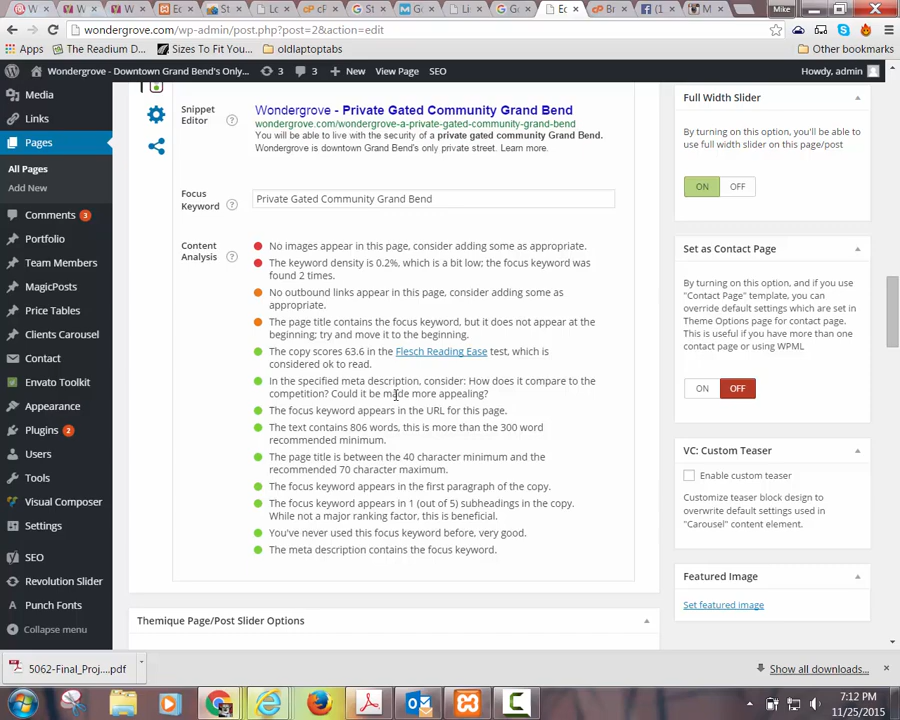 Mike
wondergrove.com/wp-admin/post.php?post=2&action=edit
Apps
The Readium D...
Sizes To Fit You...
oldlaptoptabs
Other bookmarks
Wondergrove - Downtown Grand Bend's Only...
3
3
New
View Page
SEO
Howdy, admin
Media
Links
Pages
All Pages
Add New
Comments 3
Portfolio
Team Members
MagicPosts
Price Tables
Clients Carousel
Contact
Envato Toolkit
Appearance
Plugins 2
Users
Tools
Visual Composer
Settings
SEO
Revolution Slider
Punch Fonts
Collapse menu
Snippet
Editor
?
Wondergrove - Private Gated Community Grand Bend
wondergrove.com/wondergrove-a-private-gated-community-grand-bend
You will be able to live with the security of a private gated community Grand Bend.
Wondergrove is downtown Grand Bend's only private street. Learn more.
Focus
Keyword
?
Private Gated Community Grand Bend
Content
Analysis
?
No images appear in this page, consider adding some as appropriate.
The keyword density is 0.2%, which is a bit low; the focus keyword was
found 2 times.
No outbound links appear in this page, consider adding some as
appropriate.
The page title contains the focus keyword, but it does not appear at the
beginning; try and move it to the beginning.
The copy scores 63.6 in the Flesch Reading Ease test, which is
considered ok to read.
In the specified meta description, consider: How does it compare to the
competition? Could it be made more appealing?
The focus keyword appears in the URL for this page.
The text contains 806 words, this is more than the 300 word
recommended minimum.
The page title is between the 40 character minimum and the
recommended 70 character maximum.
The focus keyword appears in the first paragraph of the copy.
The focus keyword appears in 1 (out of 5) subheadings in the copy.
While not a major ranking factor, this is beneficial.
You've never used this focus keyword before, very good.
The meta description contains the focus keyword.
Themique Page/Post Slider Options
Full Width Slider
By turning on this option, you'll be able to
use full width slider on this page/post
ON
OFF
Set as Contact Page
By turning on this option, and if you use
"Contact Page" template, you can
override default settings which are set in
Theme Options page for contact page.
This is useful if you have more than one
contact page or using WPML
ON
OFF
VC: Custom Teaser
Enable custom teaser
Customize teaser block design to
overwrite default settings used in
"Carousel" content element.
Featured Image
Set featured image
5062-Final_Proj....pdf
Show all downloads...
7:12 PM
11/25/2015